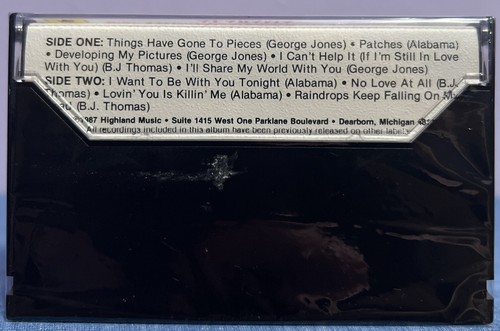 SIDE ONE: Things Have Gone To Pieces (George Jones) • Patches (Alabama)
• Developing My Pictures (George Jones) • I Can't Help It (If I'm Still In Love
With You) (B.J Thomas) • I'll Share My World With You (George Jones)
SIDE TWO: I Want To Be With You Tonight (Alabama) • No Love At All (B.J.
Thomas) • Lovin' You Is Killin' Me (Alabama) • Raindrops Keep Falling On My
(B.J. Thomas)
1987 Highland Music • Suite 1415 West One Parklane Boulevard • Dearborn, Michigan
All recordings included in this album have been previously released on other labels